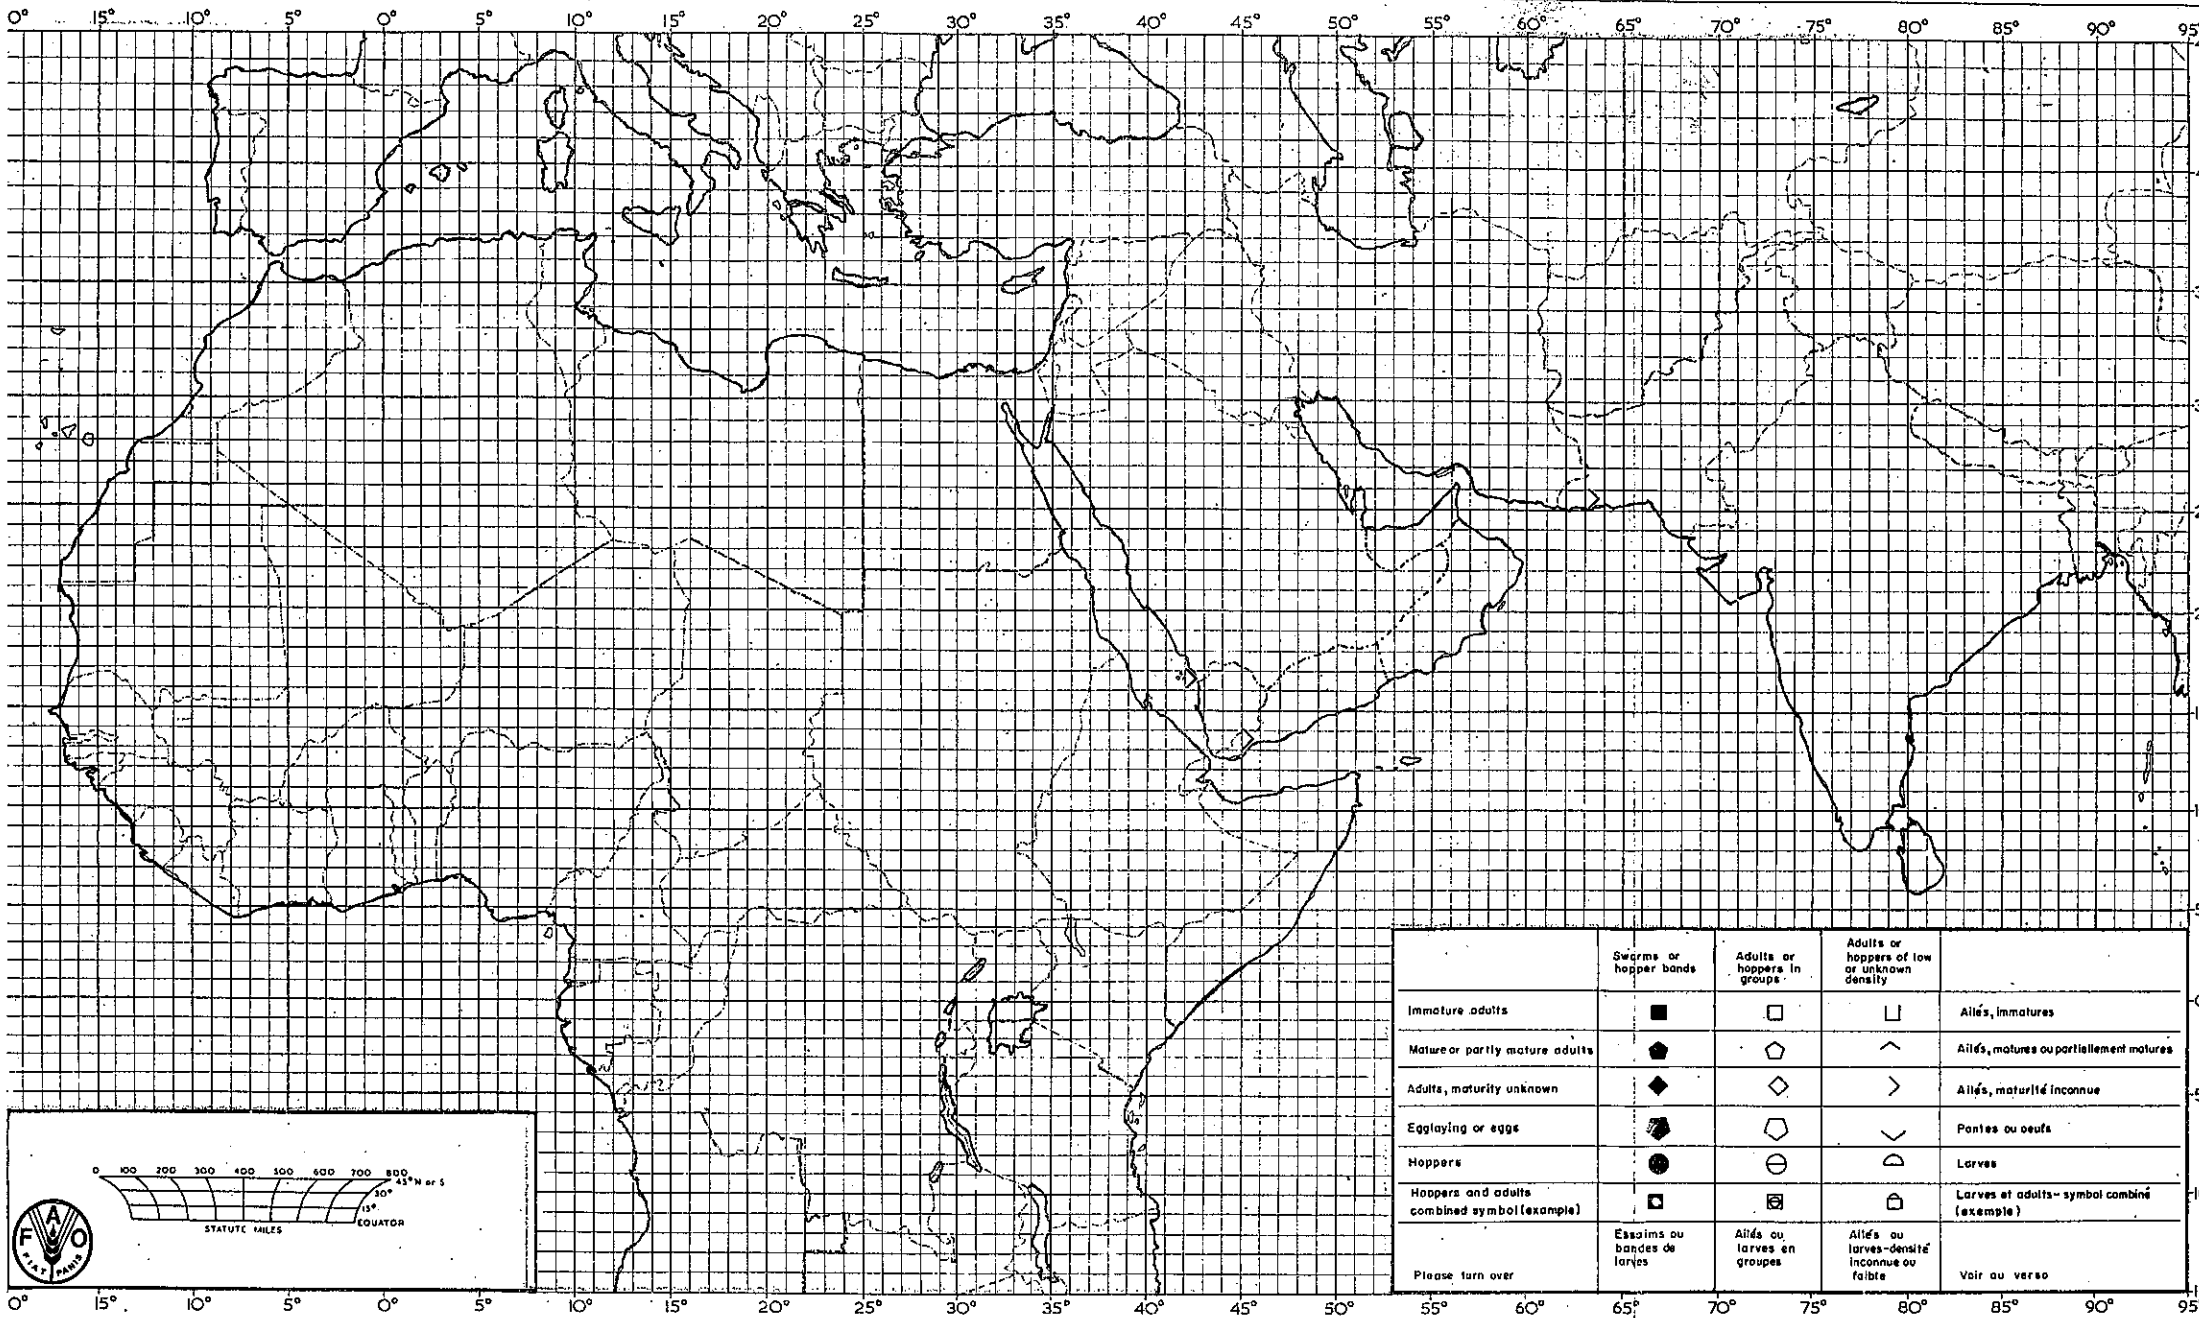 0° 15° 10° 5° 0° 5° 10° 15° 20° 25° 30° 35° 40° 45° 50° 55° 60° 65° 70° 75° 80° 85° 90° 95°
Swarms or
hopper bands
Adults or
hoppers in
groups
Adults or
hoppers of low
or unknown
density
Immature adults
Ailés, immatures
Mature or partly mature adults
Ailés, matures ou partiellement matures
Adults, maturity unknown
Ailés, maturité inconnue
Egglaying or eggs
Pontes ou oeufs
Hoppers
Larves
Hoppers and adults
combined symbol (example)
Larves et adults - symbol combiné
(exemple)
Essaims ou
bandes de
larves
Ailés ou
larves en
groupes
Ailés ou
larves-densité
inconnue ou
faible
Please turn over
Voir au verso
0 100 200 300 400 500 600 700 800
45° N or S
30°
15°
EQUATOR
STATUTE MILES
F A O
FIAT PANIS
0° 15° 10° 5° 0° 5° 10° 15° 20° 25° 30° 35° 40° 45° 50° 55° 60° 65° 70° 75° 80° 85° 90° 95°